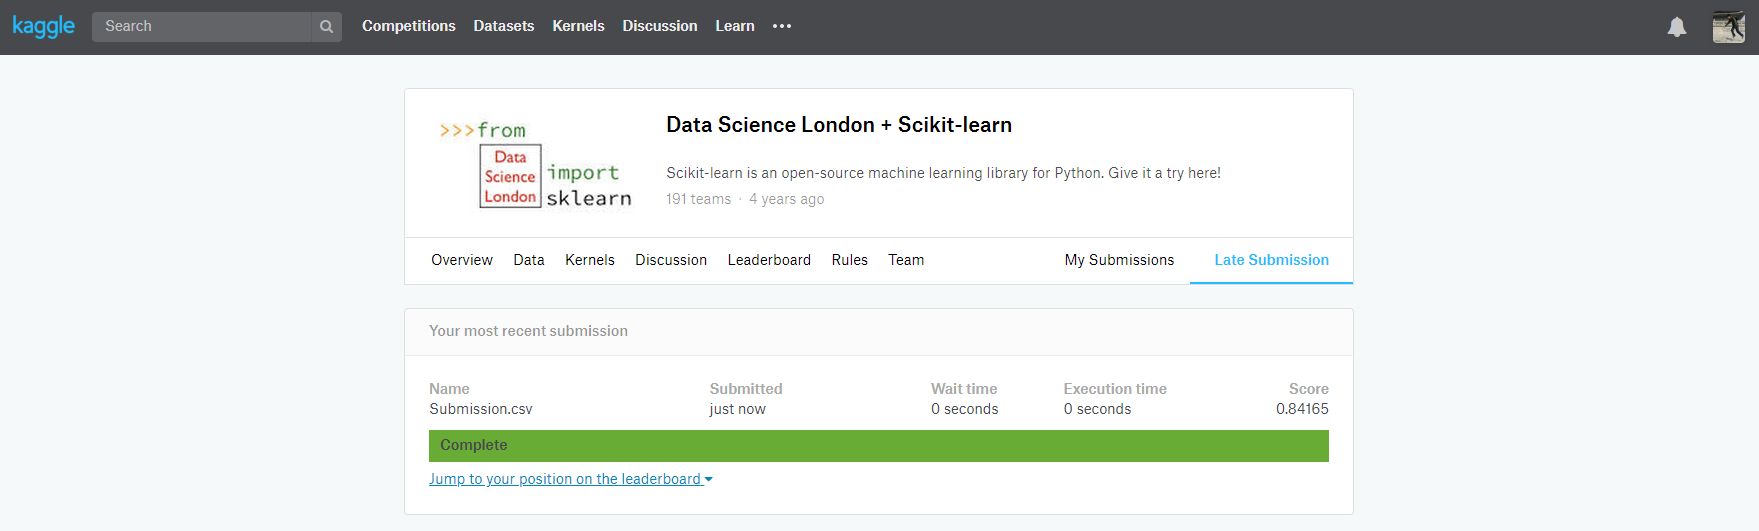 kaggle Search Competitions Datasets Kernels Discussion Learn
>>>from
Data
Science
London
import
sklearn
Data Science London + Scikit-learn
Scikit-learn is an open-source machine learning library for Python. Give it a try here!
191 teams · 4 years ago
Overview Data Kernels Discussion Leaderboard Rules Team My Submissions Late Submission
Your most recent submission
Name Submitted Wait time Execution time Score
Submission.csv just now 0 seconds 0 seconds 0.84165
Complete
Jump to your position on the leaderboard